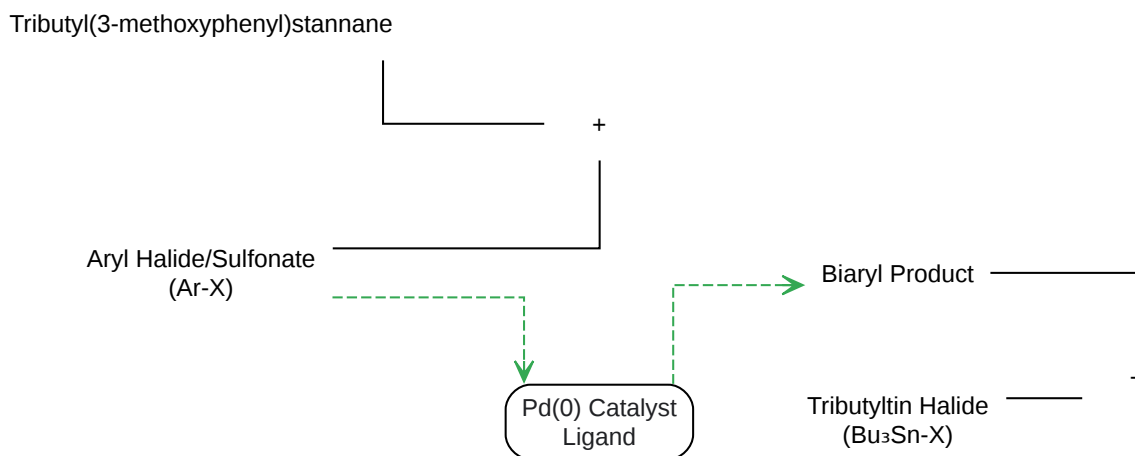 Tributyl(3-methoxyphenyl)stannane
+
Aryl Halide/Sulfonate
(Ar-X)
Biaryl Product
Pd(0) Catalyst
Ligand
Tributyltin Halide
(Bu₃Sn-X)